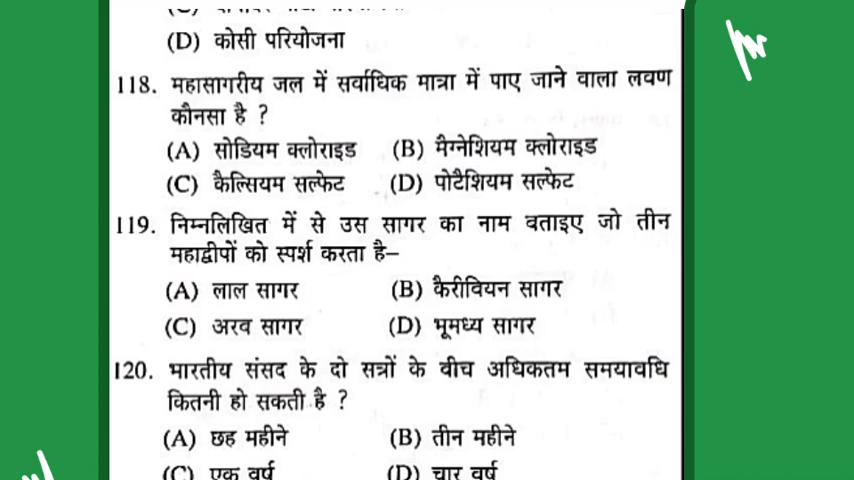 (D) कोसी परियोजना
118. महासागरीय जल में सर्वाधिक मात्रा में पाए जाने वाला लवण
कौनसा है ?
(A) सोडियम क्लोराइड (B) मैग्नेशियम क्लोराइड
(C) कैल्सियम सल्फेट (D) पोटैशियम सल्फेट
119. निम्नलिखित में से उस सागर का नाम बताइए जो तीन
महाद्वीपों को स्पर्श करता है–
(A) लाल सागर (B) कैरीवियन सागर
(C) अरब सागर (D) भूमध्य सागर
120. भारतीय संसद के दो सत्रों के बीच अधिकतम समयावधि
कितनी हो सकती है ?
(A) छह महीने (B) तीन महीने
(C) एक वर्ष (D) चार वर्ष